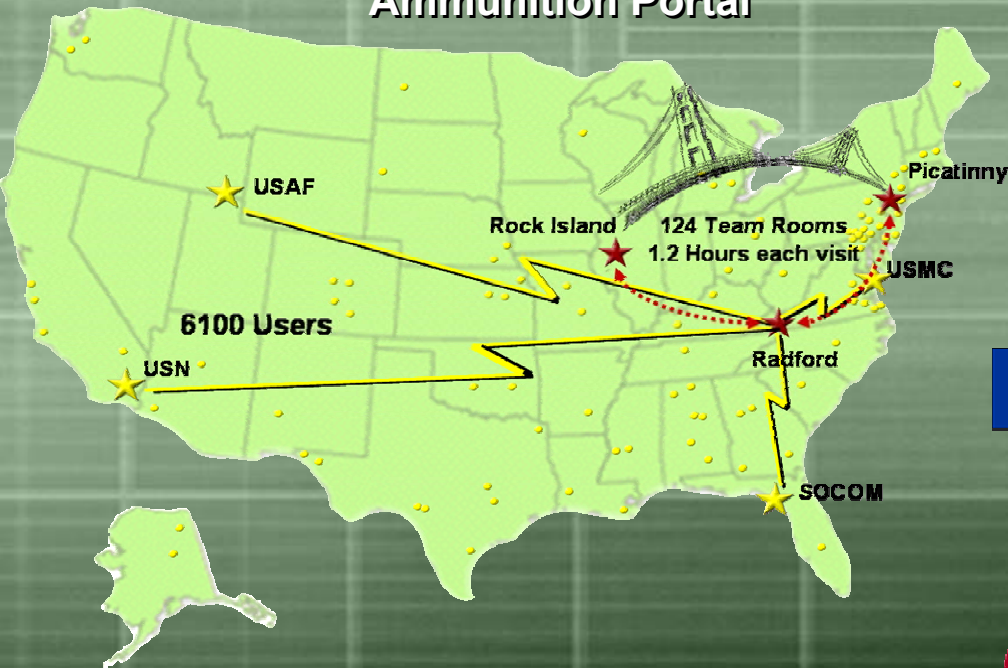 Ammunition Portal
Picatinny
USAF
Rock Island
124 Team Rooms
1.2 Hours each visit
USMC
6100 Users
Radford
USN
SOCOM